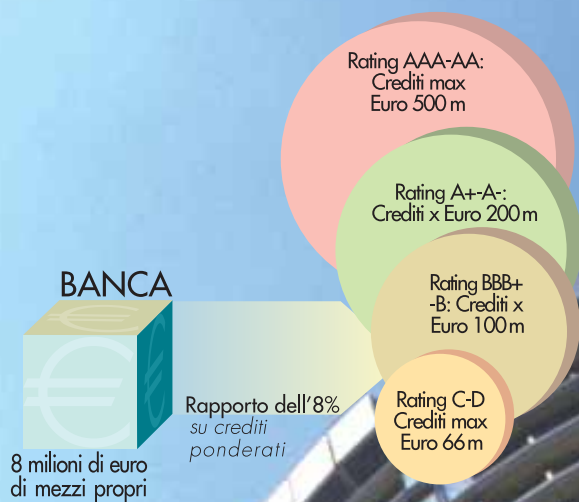 Rating AAA-AA:
Crediti max
Euro 500 m
Rating A+-A-:
Crediti x Euro 200 m
Rating BBB+
-B: Crediti x
Euro 100 m
Rating C-D
Crediti max
Euro 66 m
BANCA
€
€
€
8 milioni di euro
di mezzi propri
Rapporto dell'8%
su crediti
ponderati